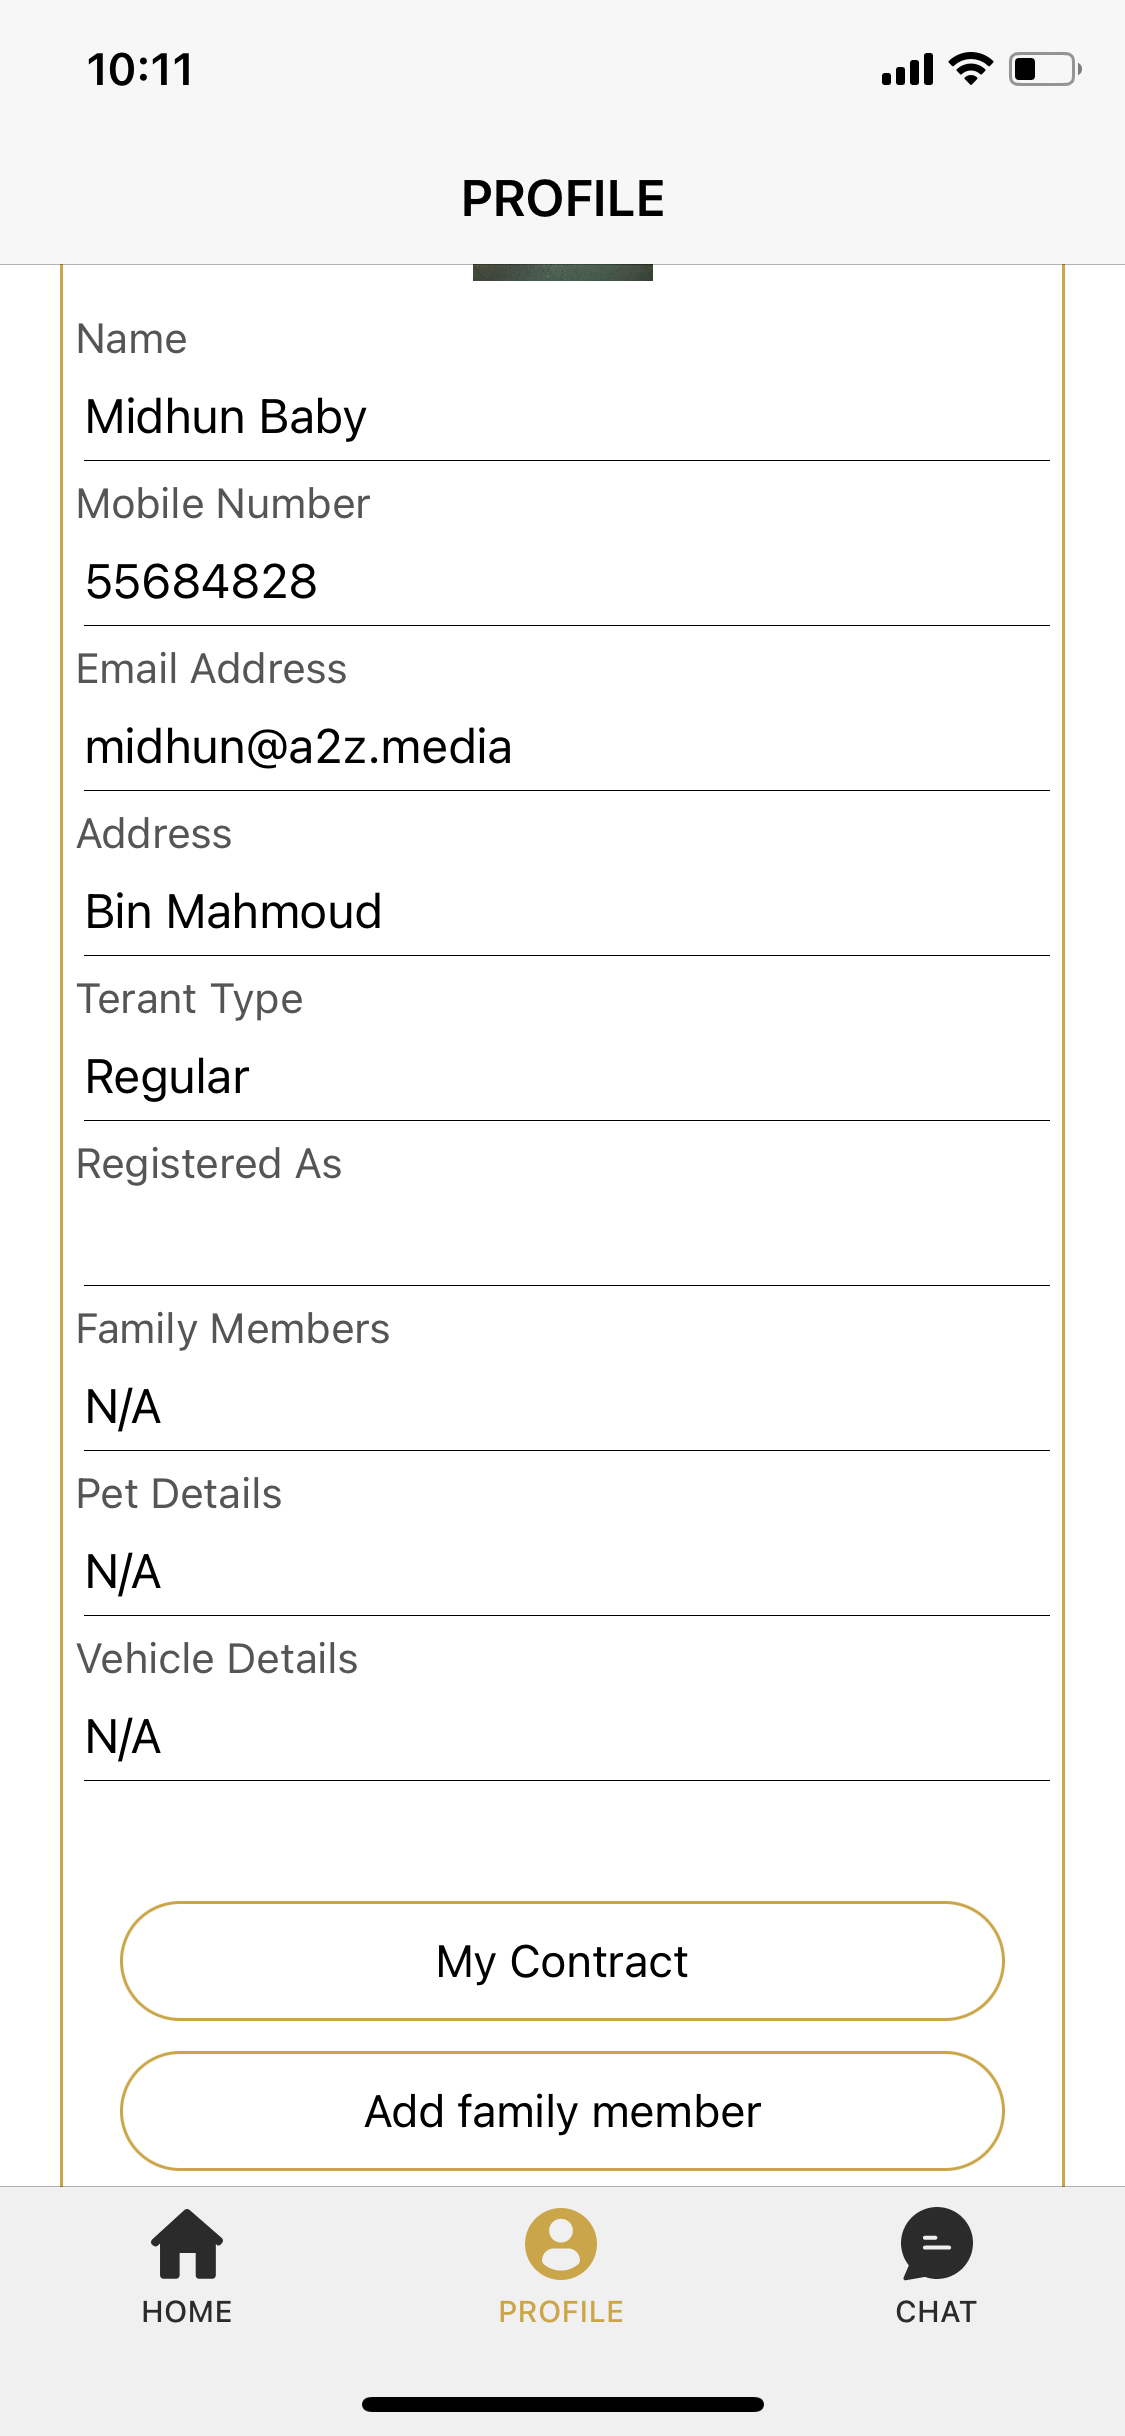 10:11
PROFILE
Name
Midhun Baby
Mobile Number
55684828
Email Address
midhun@a2z.media
Address
Bin Mahmoud
Terant Type
Regular
Registered As
Family Members
N/A
Pet Details
N/A
Vehicle Details
N/A
My Contract
Add family member
HOME
PROFILE
CHAT